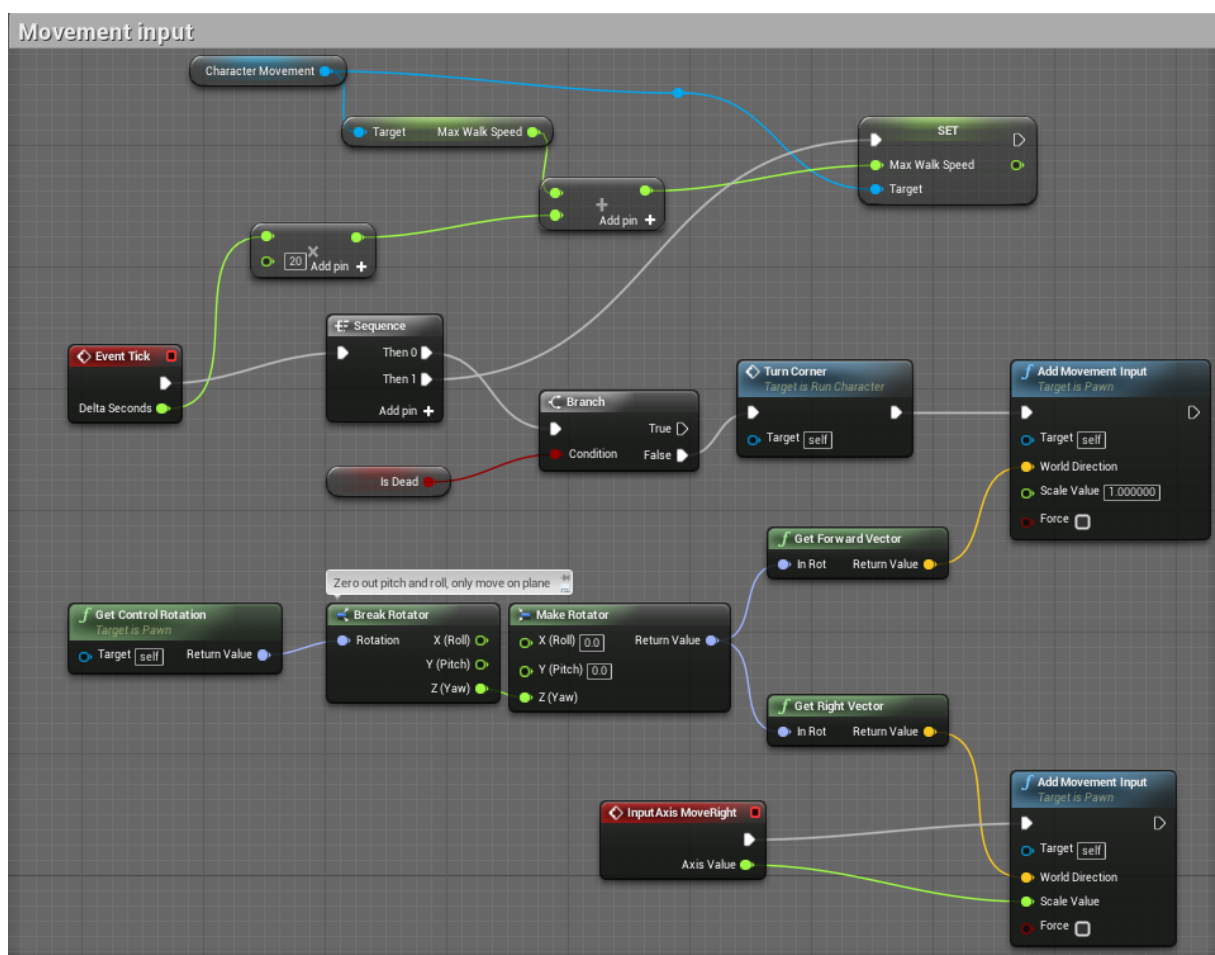 Movement input
Character Movement
Target Max Walk Speed
SET
Max Walk Speed
Target
+
Add pin +
×
20 Add pin +
Sequence
Then 0
Then 1
Add pin +
Event Tick
Delta Seconds
Branch
True
Condition False
Is Dead
Turn Corner
Target is Run Character
Target self
Add Movement Input
Target is Pawn
Target self
World Direction
Scale Value 1.000000
Force
Get Forward Vector
In Rot Return Value
Zero out pitch and roll, only move on plane
Get Control Rotation
Target is Pawn
Target self Return Value
Break Rotator
Rotation X (Roll)
Y (Pitch)
Z (Yaw)
Make Rotator
X (Roll) 0.0 Return Value
Y (Pitch) 0.0
Z (Yaw)
Get Right Vector
In Rot Return Value
InputAxis MoveRight
Axis Value
Add Movement Input
Target is Pawn
Target self
World Direction
Scale Value
Force